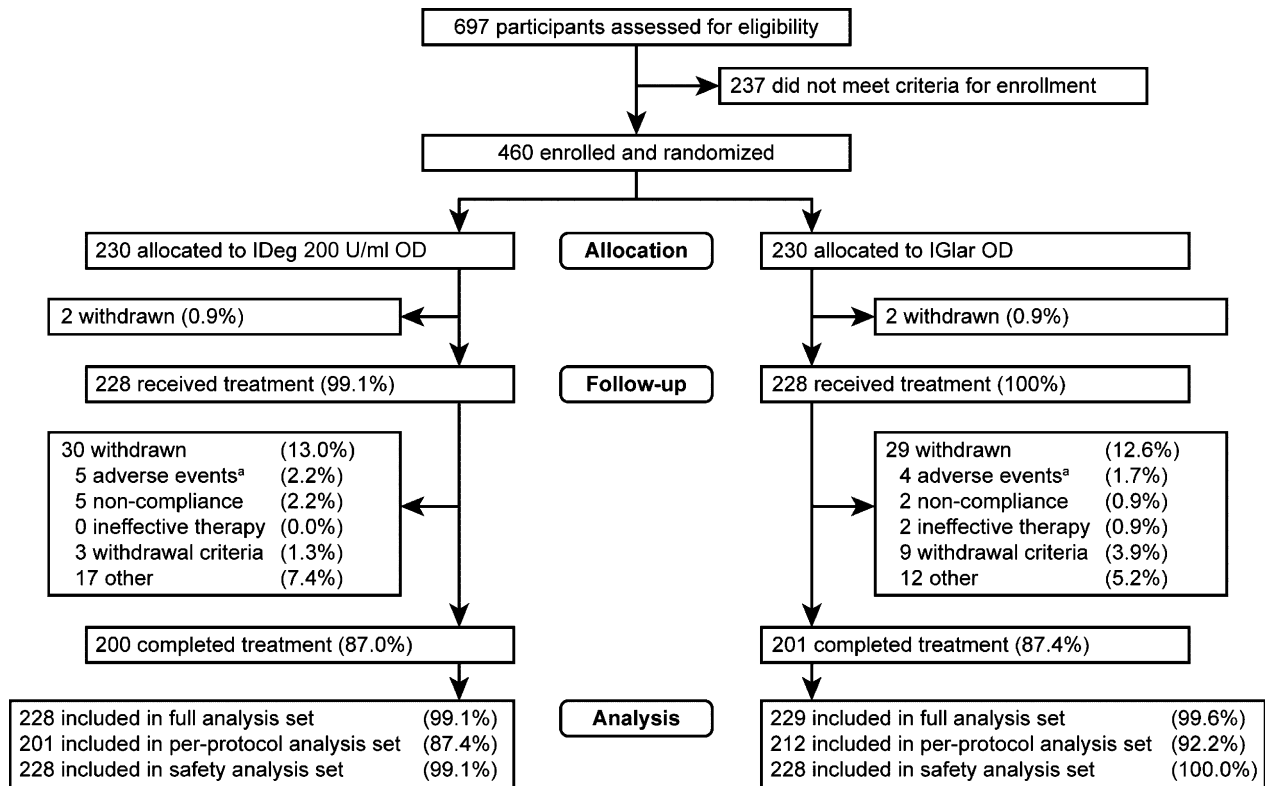 697 participants assessed for eligibility
237 did not meet criteria for enrollment
460 enrolled and randomized
230 allocated to IDeg 200 U/ml OD
Allocation
230 allocated to IGlar OD
2 withdrawn (0.9%)
2 withdrawn (0.9%)
228 received treatment (99.1%)
Follow-up
228 received treatment (100%)
30 withdrawn (13.0%)
5 adverse eventsᵃ (2.2%)
5 non-compliance (2.2%)
0 ineffective therapy (0.0%)
3 withdrawal criteria (1.3%)
17 other (7.4%)
29 withdrawn (12.6%)
4 adverse eventsᵃ (1.7%)
2 non-compliance (0.9%)
2 ineffective therapy (0.9%)
9 withdrawal criteria (3.9%)
12 other (5.2%)
200 completed treatment (87.0%)
201 completed treatment (87.4%)
228 included in full analysis set (99.1%)
201 included in per-protocol analysis set (87.4%)
228 included in safety analysis set (99.1%)
Analysis
229 included in full analysis set (99.6%)
212 included in per-protocol analysis set (92.2%)
228 included in safety analysis set (100.0%)